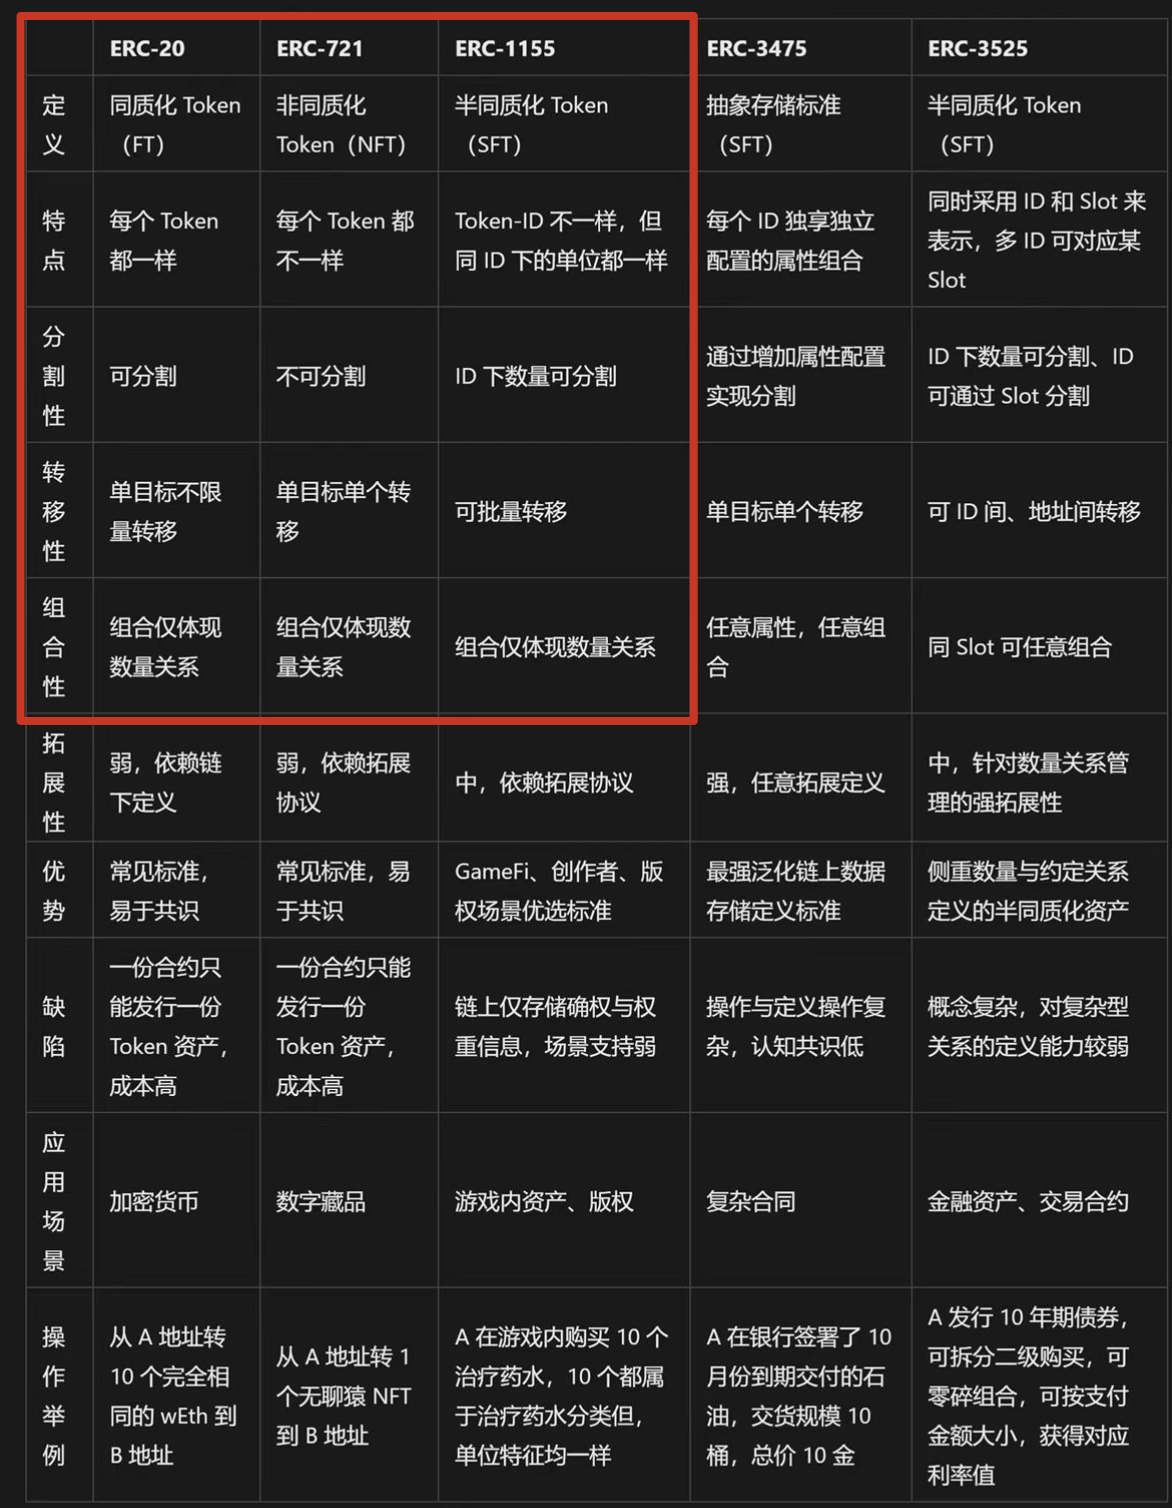 ERC-20 ERC-721 ERC-1155 ERC-3475 ERC-3525
定
义
同质化 Token
（FT）
非同质化
Token（NFT）
半同质化 Token
（SFT）
抽象存储标准
（SFT）
半同质化 Token
（SFT）
特
点
每个 Token
都一样
每个 Token 都
不一样
Token-ID 不一样，但
同 ID 下的单位都一样
每个 ID 独享独立
配置的属性组合
同时采用 ID 和 Slot 来
表示，多 ID 可对应某
Slot
分
割
性
可分割
不可分割
ID 下数量可分割
通过增加属性配置
实现分割
ID 下数量可分割、ID
可通过 Slot 分割
转
移
性
单目标不限
量转移
单目标单个转
移
可批量转移
单目标单个转移
可 ID 间、地址间转移
组
合
性
组合仅体现
数量关系
组合仅体现数
量关系
组合仅体现数量关系
任意属性，任意组
合
同 Slot 可任意组合
拓
展
性
弱，依赖链
下定义
弱，依赖拓展
协议
中，依赖拓展协议
强，任意拓展定义
中，针对数量关系管
理的强拓展性
优
势
常见标准，
易于共识
常见标准，易
于共识
GameFi、创作者、版
权场景优选标准
最强泛化链上数据
存储定义标准
侧重数量与约定关系
定义的半同质化资产
缺
陷
一份合约只
能发行一份
Token 资产，
成本高
一份合约只能
发行一份
Token 资产，
成本高
链上仅存储确权与权
重信息，场景支持弱
操作与定义操作复
杂，认知共识低
概念复杂，对复杂型
关系的定义能力较弱
应
用
场
景
加密货币
数字藏品
游戏内资产、版权
复杂合同
金融资产、交易合约
操
作
举
例
从 A 地址转
10 个完全相
同的 wEth 到
B 地址
从 A 地址转 1
个无聊猿 NFT
到 B 地址
A 在游戏内购买 10 个
治疗药水，10 个都属
于治疗药水分类但，
单位特征均一样
A 在银行签署了 10
月份到期交付的石
油，交货规模 10
桶，总价 10 金
A 发行 10 年期债券，
可拆分二级购买，可
零碎组合，可按支付
金额大小，获得对应
利率值